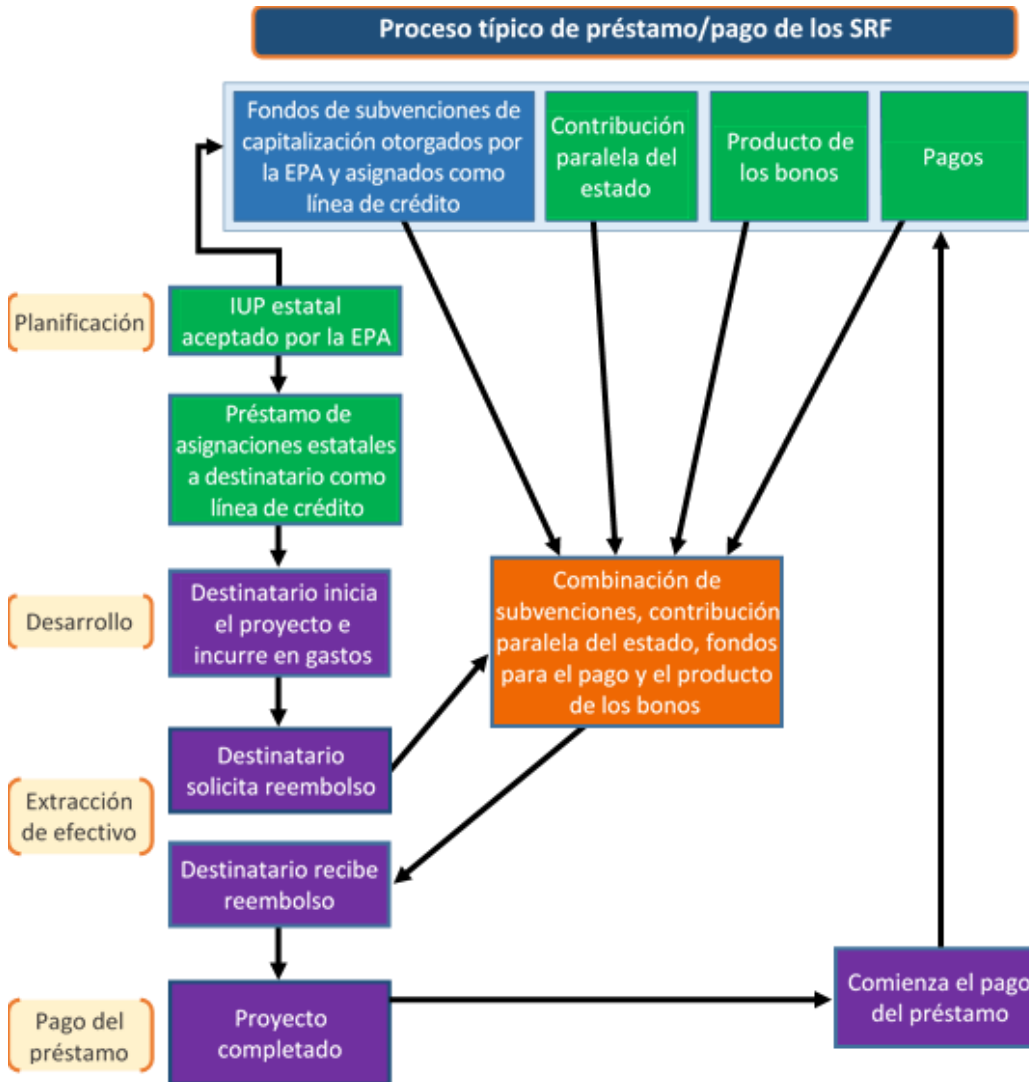 Proceso típico de préstamo/pago de los SRF
Fondos de subvenciones de
capitalización otorgados por
la EPA y asignados como
línea de crédito
Contribución
paralela del
estado
Producto de
los bonos
Pagos
Planificación
IUP estatal
aceptado por la EPA
Préstamo de
asignaciones estatales
a destinatario como
línea de crédito
Desarrollo
Destinatario inicia
el proyecto e
incurre en gastos
Combinación de
subvenciones, contribución
paralela del estado, fondos
para el pago y el producto
de los bonos
Extracción
de efectivo
Destinatario
solicita reembolso
Destinatario recibe
reembolso
Pago del
préstamo
Proyecto
completado
Comienza el pago
del préstamo